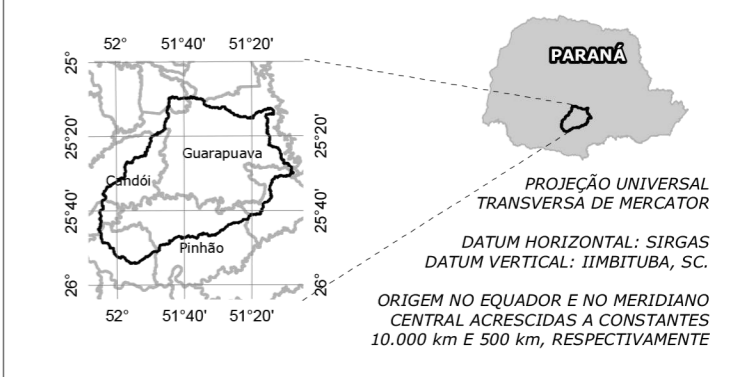 52° 51°40' 51°20'
25°
25°20'
25°40'
26°
Guarapuava
Candói
Pinhão
25°20'
25°40'
26°
52° 51°40' 51°20'
PARANÁ
PROJEÇÃO UNIVERSAL
TRANSVERSA DE MERCATOR
DATUM HORIZONTAL: SIRGAS
DATUM VERTICAL: IIMBITUBA, SC.
ORIGEM NO EQUADOR E NO MERIDIANO
CENTRAL ACRESCIDAS A CONSTANTES
10.000 km E 500 km, RESPECTIVAMENTE